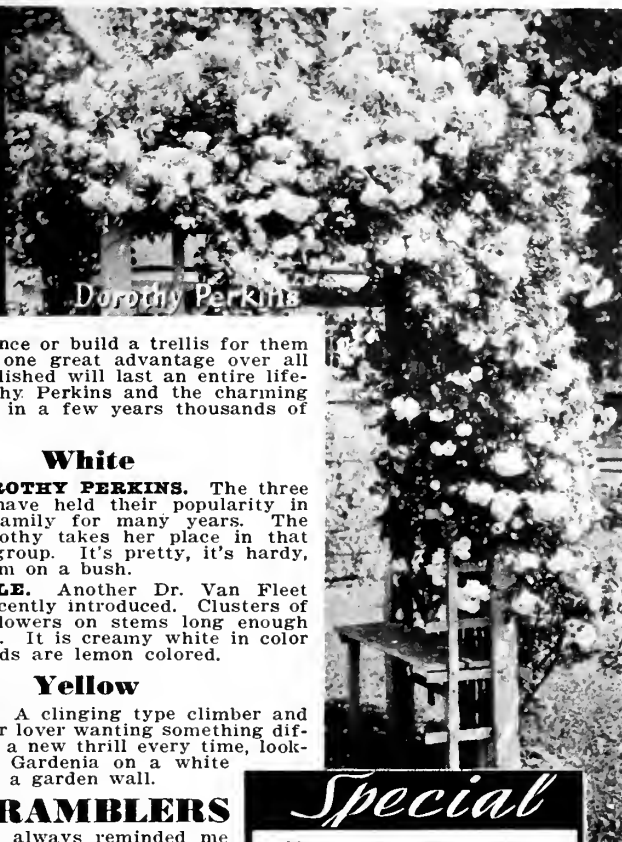 Dorothy Perkins
nce or build a trellis for them
one great advantage over all
lished will last an entire life-
hy Perkins and the charming
in a few years thousands of
White
ROTHY PERKINS. The three
have held their popularity in
amily for many years. The
othy takes her place in that
group. It's pretty, it's hardy,
m on a bush.
LE. Another Dr. Van Fleet
cently introduced. Clusters of
lowers on stems long enough
. It is creamy white in color
ds are lemon colored.
Yellow
A clinging type climber and
r lover wanting something dif-
a new thrill every time, look-
Gardenia on a white
a garden wall.
RAMBLERS
always reminded me
Special